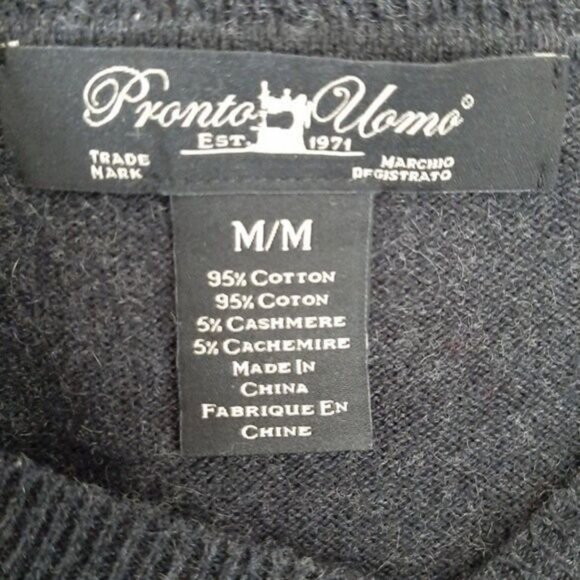 Pronto Uomo®
EST. 1971
TRADE MARK
MARCHIO REGISTRATO
M/M
95% COTTON
95% COTON
5% CASHMERE
5% CACHEMIRE
MADE IN
CHINA
FABRIQUE EN
CHINE